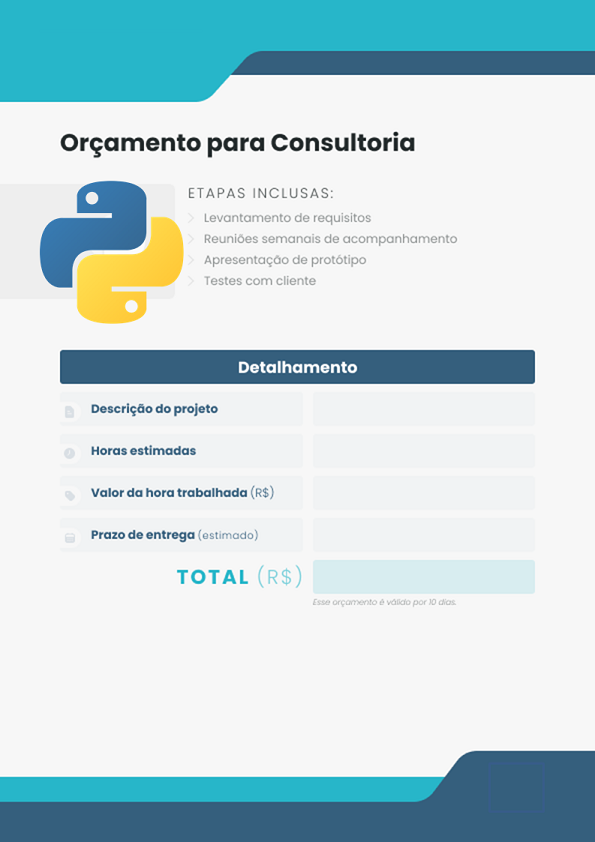 Orçamento para Consultoria
ETAPAS INCLUSAS:
Levantamento de requisitos
Reuniões semanais de acompanhamento
Apresentação de protótipo
Testes com cliente
Detalhamento
Descrição do projeto
Horas estimadas
Valor da hora trabalhada (R$)
Prazo de entrega (estimado)
TOTAL (R$)
Esse orçamento é válido por 10 dias.